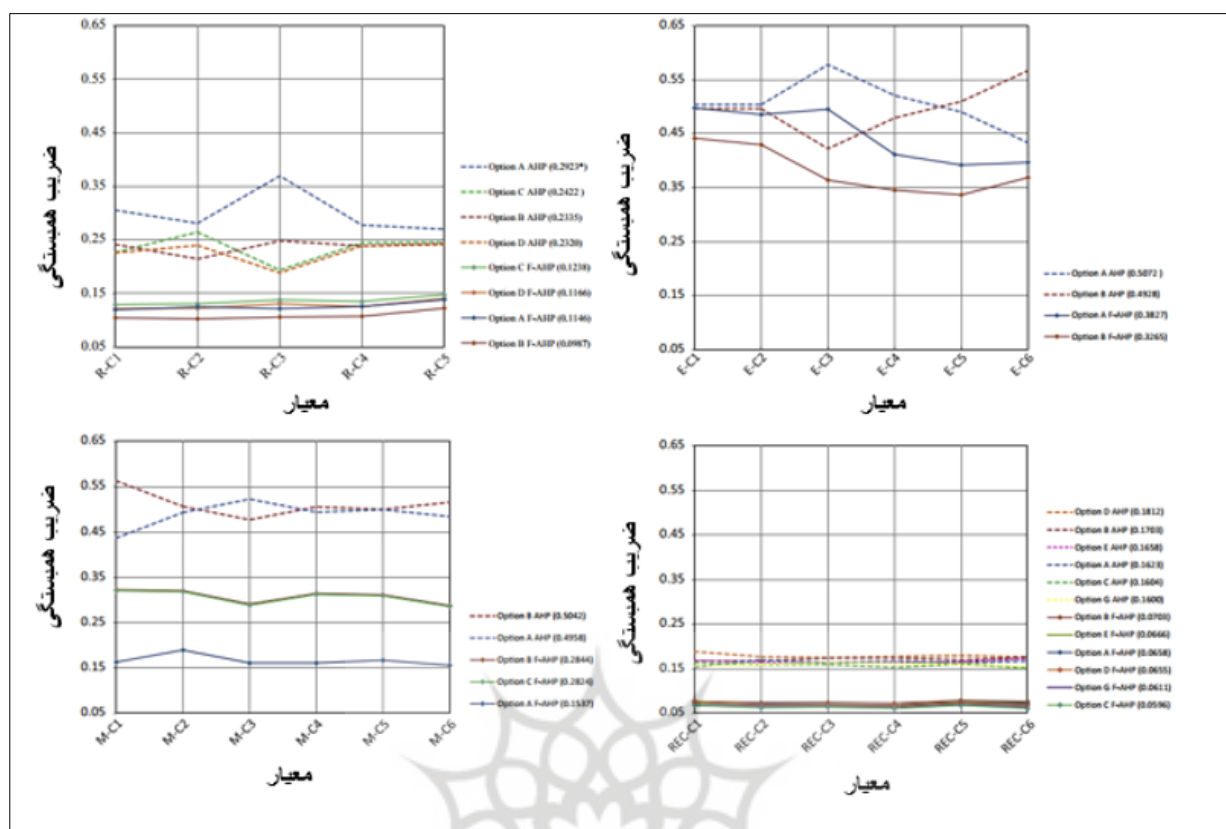 0.65
0.55
0.45
0.35
0.25
0.15
0.05
ضریب همبستگی
R-C1
R-C2
R-C3
R-C4
R-C5
معیار
Option A AHP (0.2923*)
Option C AHP (0.2422 )
Option B AHP (0.2335)
Option D AHP (0.2320)
Option C F-AHP (0.1238)
Option D F-AHP (0.1166)
Option A F-AHP (0.1146)
Option B F-AHP (0.0987)
0.65
0.55
0.45
0.35
0.25
0.15
0.05
ضریب همبستگی
E-C1
E-C2
E-C3
E-C4
E-C5
E-C6
معیار
Option A AHP (0.5072 )
Option B AHP (0.4928)
Option A F-AHP (0.3827)
Option B F-AHP (0.3265)
0.65
0.55
0.45
0.35
0.25
0.15
0.05
ضریب همبستگی
M-C1
M-C2
M-C3
M-C4
M-C5
M-C6
معیار
Option B AHP (0.5042)
Option A AHP (0.4958)
Option B F-AHP (0.2844)
Option C F-AHP (0.2824)
Option A F-AHP (0.1537)
0.65
0.55
0.45
0.35
0.25
0.15
0.05
ضریب همبستگی
REC-C1
REC-C2
REC-C3
REC-C4
REC-C5
REC-C6
معیار
Option D AHP (0.1812)
Option B AHP (0.1703)
Option E AHP (0.1658)
Option A AHP (0.1623)
Option C AHP (0.1604)
Option G AHP (0.1600)
Option B F-AHP (0.0703)
Option E F-AHP (0.0666)
Option A F-AHP (0.0658)
Option D F-AHP (0.0655)
Option G F-AHP (0.0611)
Option C F-AHP (0.0596)